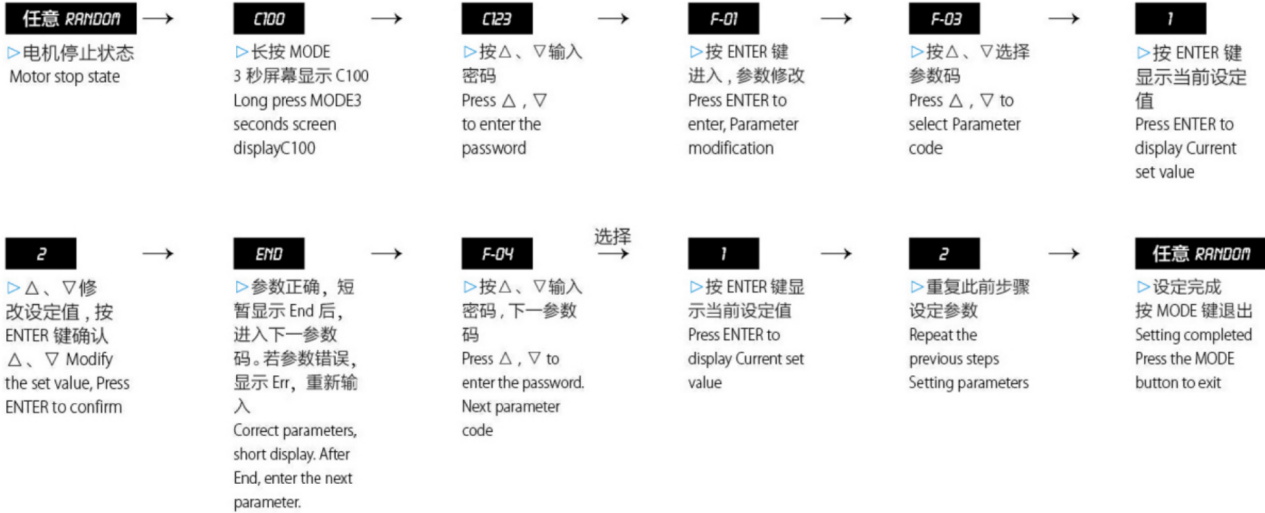 任意 RANDOM →
▷电机停止状态
Motor stop state
C100 →
▷长按 MODE
3 秒屏幕显示 C100
Long press MODE3
seconds screen
displayC100
C123 →
▷按△、▽输入
密码
Press △ , ▽
to enter the
password
F-01 →
▷按 ENTER 键
进入 , 参数修改
Press ENTER to
enter, Parameter
modification
F-03 →
▷按△、▽选择
参数码
Press △ , ▽ to
select Parameter
code
1
▷按 ENTER 键
显示当前设定
值
Press ENTER to
display Current
set value
2 →
▷△、▽修
改设定值 , 按
ENTER 键确认
△、▽ Modify
the set value, Press
ENTER to confirm
END →
▷参数正确，短
暂显示 End 后，
进入下一参数
码。若参数错误，
显示 Err，重新输
入
Correct parameters,
short display. After
End, enter the next
parameter.
F-04
选择
→
▷按△、▽输入
密码 , 下一参数
码
Press △ , ▽ to
enter the password.
Next parameter
code
1 →
▷按 ENTER 键显
示当前设定值
Press ENTER to
display Current set
value
2 →
▷重复此前步骤
设定参数
Repeat the
previous steps
Setting parameters
任意 RANDOM
▷设定完成
按 MODE 键退出
Setting completed
Press the MODE
button to exit